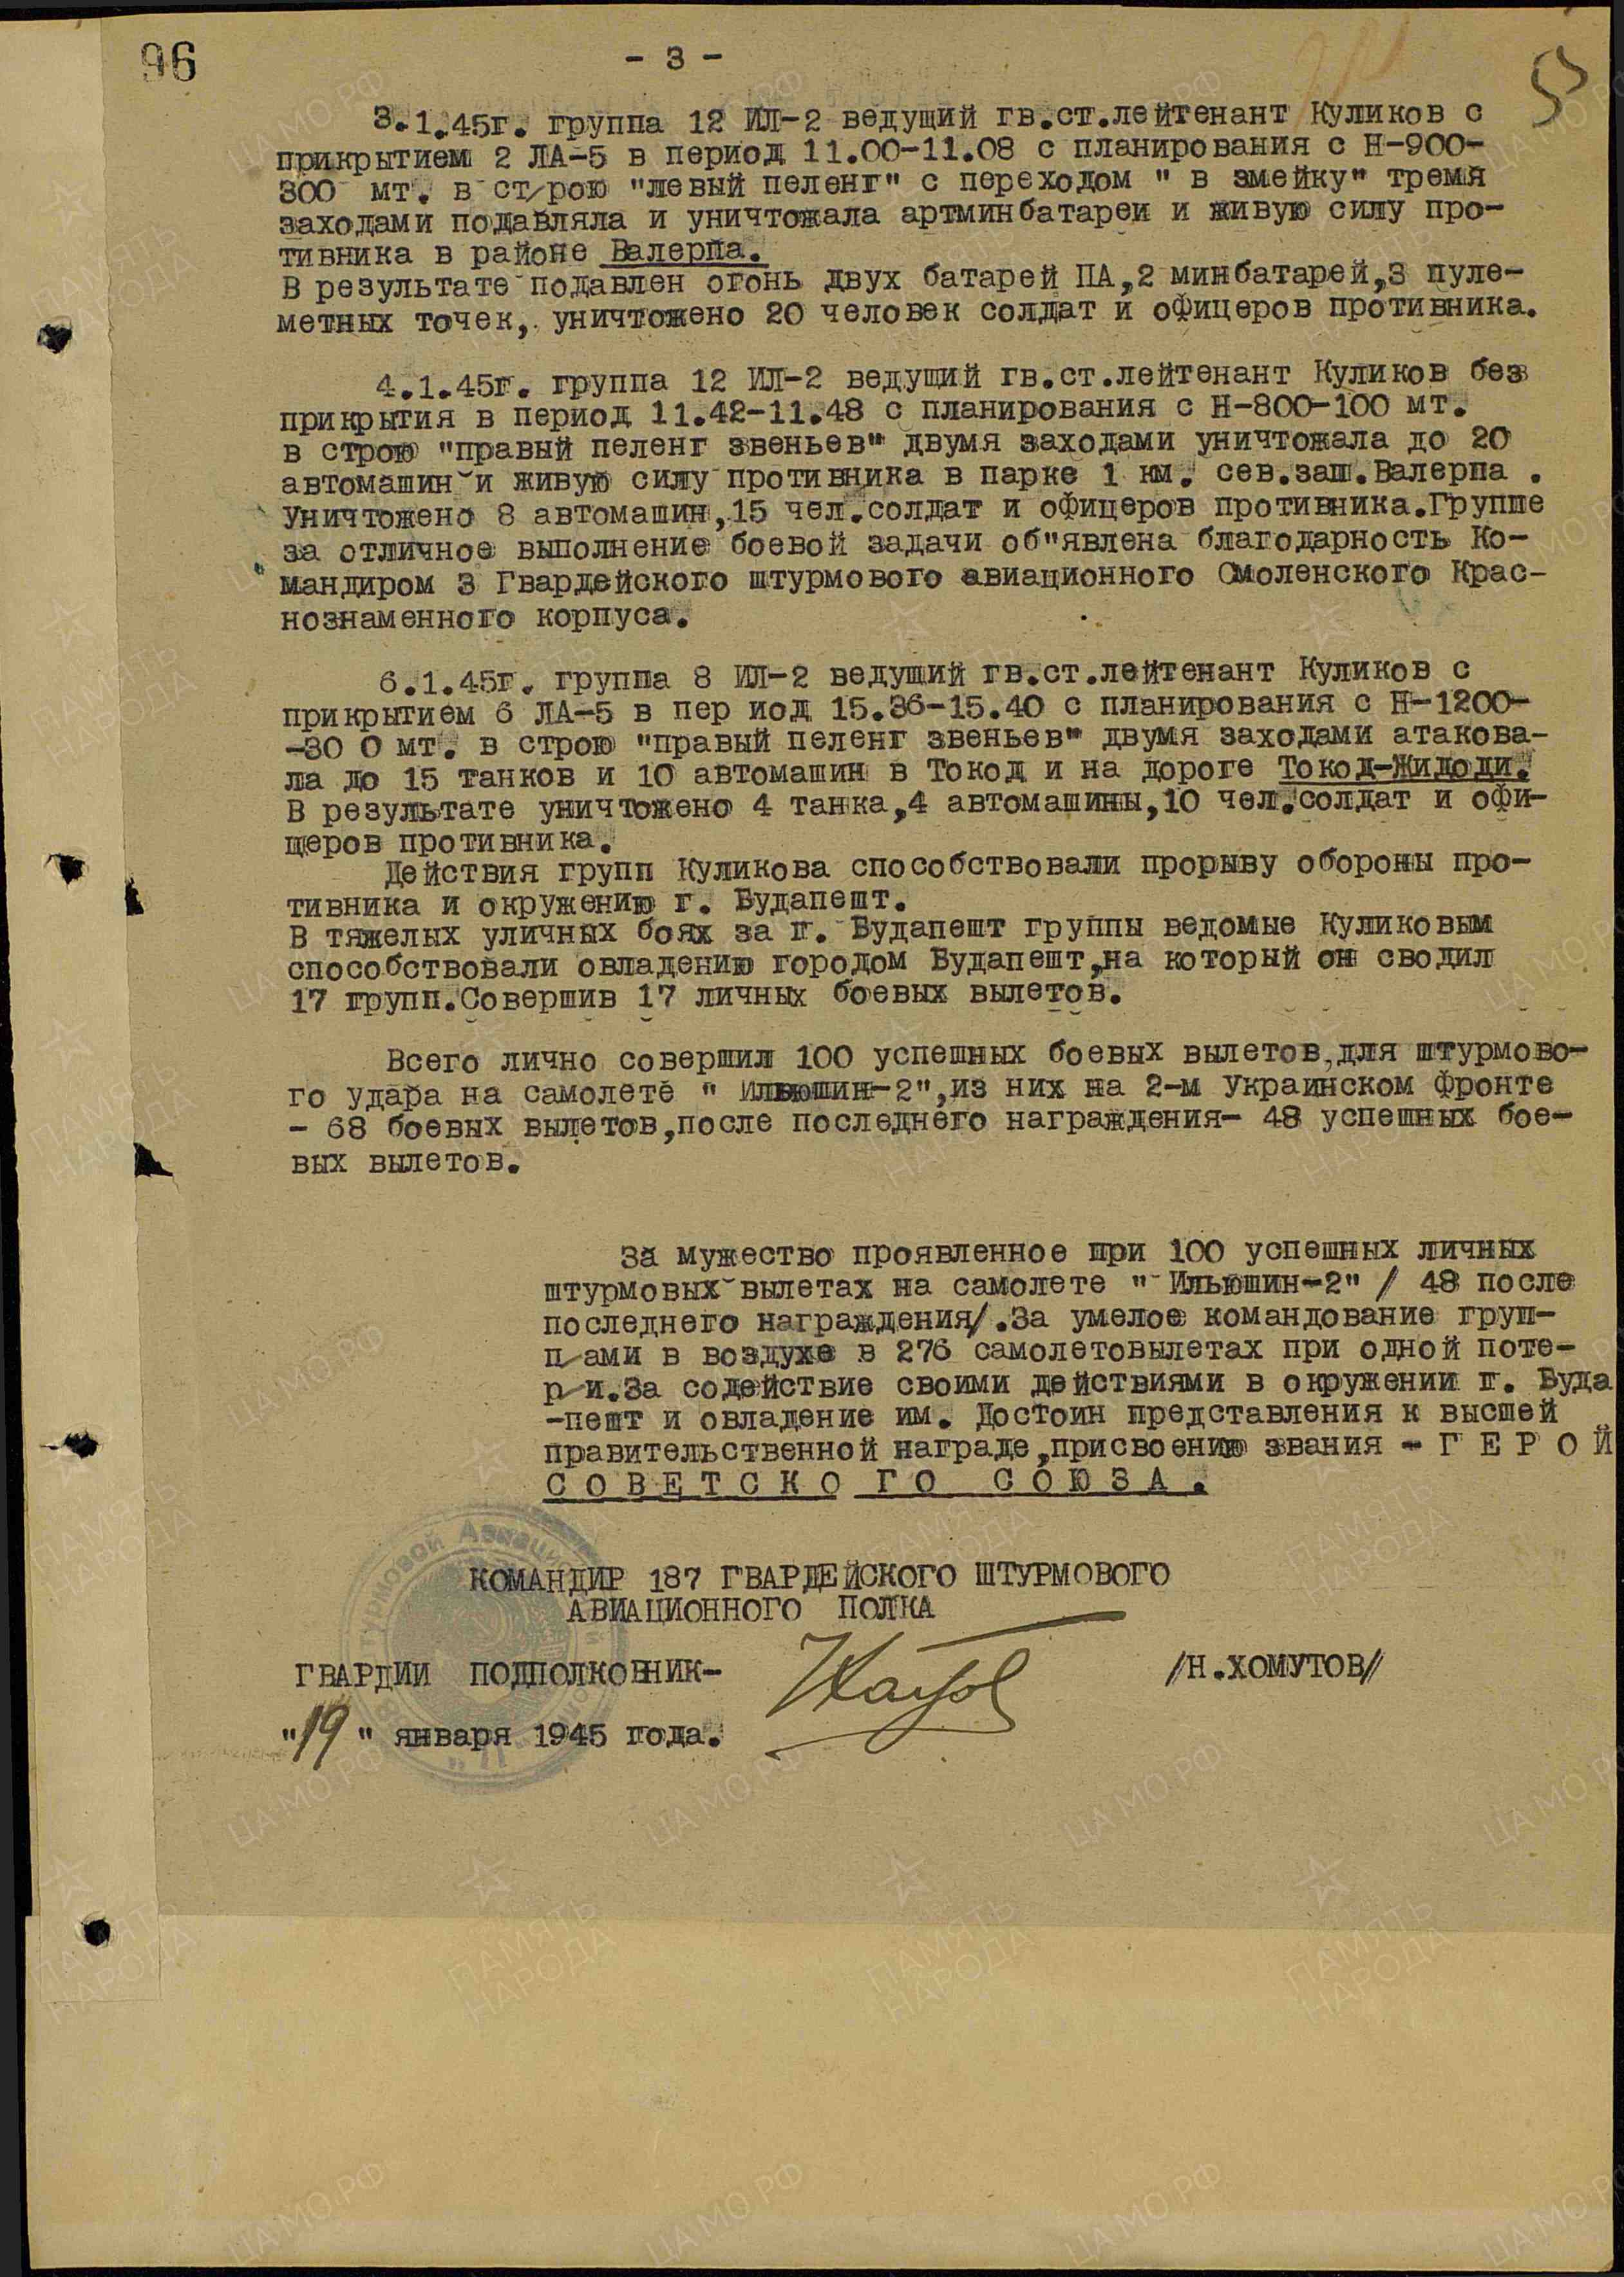 96
- 3 -
3.1.45г. группа 12 ИЛ-2 ведущий гв.ст.лейтенант Куликов с
прикрытием 2 ЛА-5 в период 11.00-11.08 с планирования с Н-900-
300 мт. в ст/рою "левый пеленг" с переходом " в змейку" тремя
заходами подавляла и уничтожала артминбатареи и живую силу про-
тивника в районе Валерпа.
В результате подавлен огонь двух батарей ПА,2 минбатарей,3 пуле-
метных точек, уничтожено 20 человек солдат и офицеров противника.
4.1.45г. группа 12 ИЛ-2 ведущий гв.ст.лейтенант Куликов без
прикрытия в период 11.42-11.48 с планирования с Н-800-100 мт.
в строю "правый пеленг звеньев" двумя заходами уничтожала до 20
автомашин и живую силу противника в парке 1 км. сев.зап.Валерпа .
Уничтожено 8 автомашин,15 чел.солдат и офицеров противника.Группе
за отличное выполнение боевой задачи об"явлена благодарность Ко-
мандиром 3 Гвардейского штурмового авиационного Смоленского Крас-
нознаменного корпуса.
6.1.45г. группа 8 ИЛ-2 ведущий гв.ст.лейтенант Куликов с
прикрытием 6 ЛА-5 в пер иод 15.36-15.40 с планирования с Н-1200-
-30 0 мт. в строю "правый пеленг звеньев" двумя заходами атакова-
ла до 15 танков и 10 автомашин в Токод и на дороге Токод-Жидоди.
В результате уничтожено 4 танка,4 автомашины,10 чел.солдат и офи-
церов противника.
Действия групп Куликова способствовали прорыву обороны про-
тивника и окружению г. Будапешт.
В тяжелых уличных боях за г. Будапешт группы ведомые Куликовым
способствовали овладению городом Будапешт,на который он сводил
17 групп.Совершив 17 личных боевых вылетов.
Всего лично совершил 100 успешных боевых вылетов,для штурмово-
го удара на самолете " Ильюшин-2",из них на 2-м Украинском фронте
- 68 боевых вылетов,после последнего награждения- 48 успешных бое-
вых вылетов.
За мужество проявленное при 100 успешных личных
штурмовых вылетах на самолете " Ильюшин-2" / 48 после
последнего награждения/.За умелое командование груп-
п/ами в воздухе в 276 самолетовылетах при одной поте-
р/и.За содействие своими действиями в окружении г. Буда
-пешт и овладение им. Достоин представления к высшей
правительственной награде,присвоению звания - Г Е Р О Й
С О В Е Т С К О Г О С О Ю З А .
КОМАНДИР 187 ГВАРДЕЙСКОГО ШТУРМОВОГО
АВИАЦИОННОГО ПОЛКА
ГВАРДИИ ПОДПОЛКОВНИК-
/Н.ХОМУТОВ/
"19" января 1945 года.